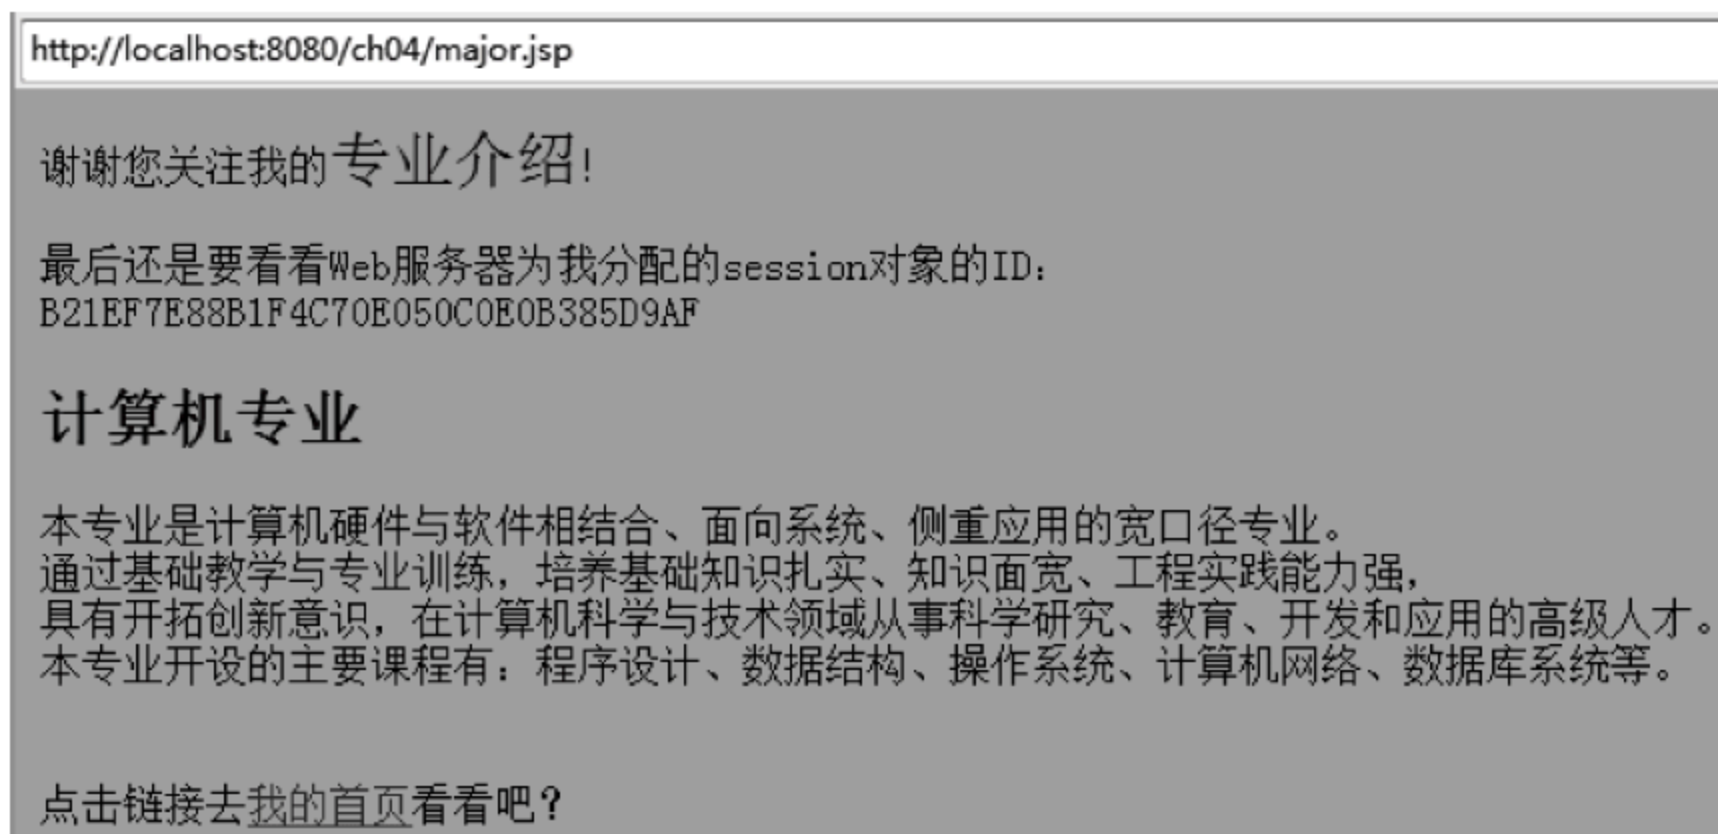 http://localhost:8080/ch04/major.jsp
谢谢您关注我的专业介绍!
最后还是要看看Web服务器为我分配的session对象的ID:
B21EF7E88B1F4C70E050C0E0B385D9AF
计算机专业
本专业是计算机硬件与软件相结合、面向系统、侧重应用的宽口径专业。
通过基础教学与专业训练，培养基础知识扎实、知识面宽、工程实践能力强，
具有开拓创新意识，在计算机科学与技术领域从事科学研究、教育、开发和应用的高级人才。
本专业开设的主要课程有：程序设计、数据结构、操作系统、计算机网络、数据库系统等。
点击链接去我的首页看看吧？